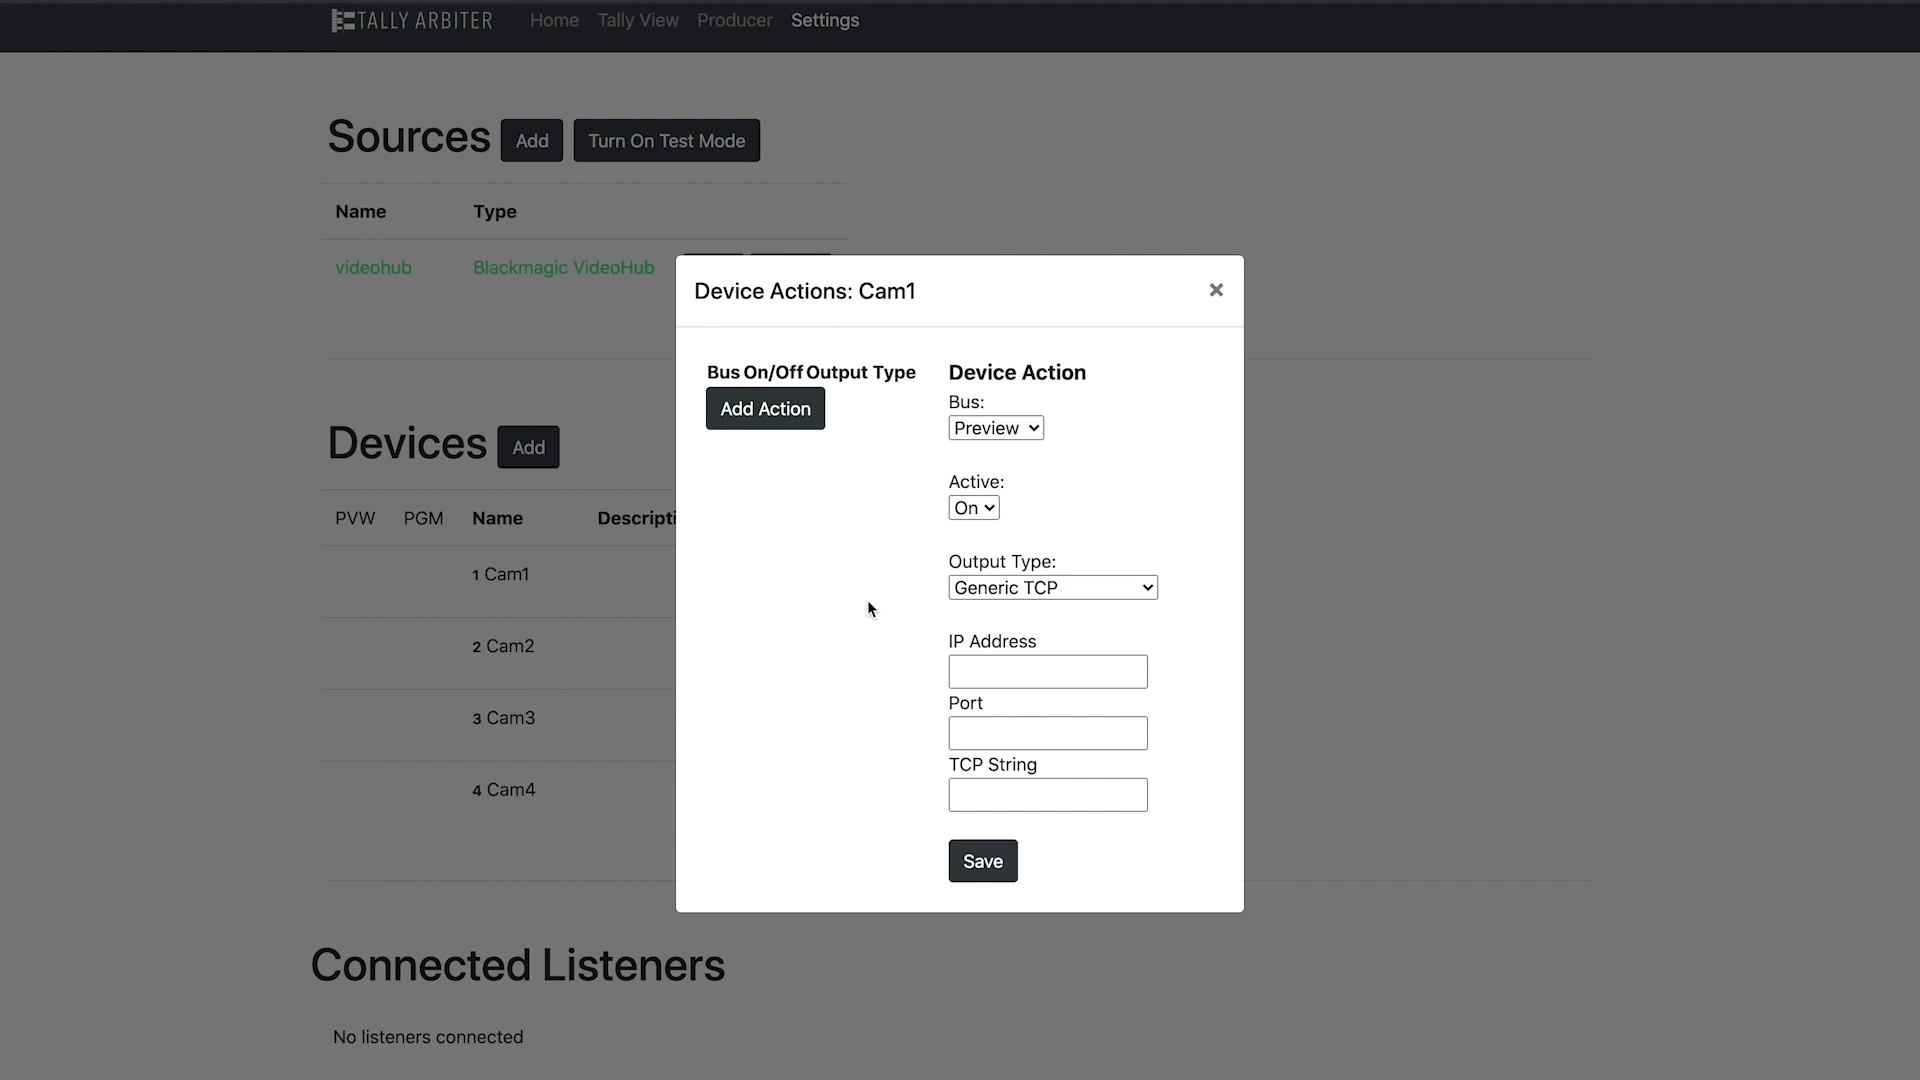 TALLY ARBITER Home Tally View Producer Settings
Sources Add Turn On Test Mode
Name Type
videohub Blackmagic VideoHub
Device Actions: Cam1 ×
Bus On/Off Output Type
Add Action
Device Action
Bus:
Preview
Active:
On
Output Type:
Generic TCP
IP Address
Port
TCP String
Save
Devices Add
PVW PGM Name Descripti
1 Cam1
2 Cam2
3 Cam3
4 Cam4
Connected Listeners
No listeners connected